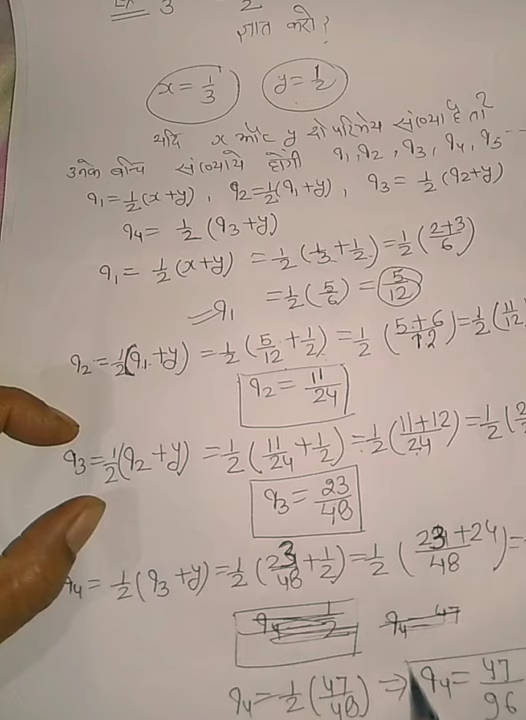 Ex 3 2
ज्ञात करो?
x = 1/3 y = 1/2
यदि x और y दो परिमेय संख्या है तो
उनके बीच संख्याये होंगी q1, q2, q3, q4, q5 ...
q1 = 1/2(x+y), q2 = 1/2(q1+y), q3 = 1/2(q2+y)
q4 = 1/2(q3+y)
q1 = 1/2(x+y) = 1/2(1/3+1/2) = 1/2(2+3/6)
⇒ q1 = 1/2(5/6) = 5/12
q2 = 1/2(q1+y) = 1/2(5/12+1/2) = 1/2(5+6/12) = 1/2(11/12
q2 = 11/24
q3 = 1/2(q2+y) = 1/2(11/24+1/2) = 1/2(11+12/24) = 1/2(2
q3 = 23/48
q4 = 1/2(q3+y) = 1/2(23/48+1/2) = 1/2(23+24/48) =
q4 = 47
q4 = 1/2(47/48) ⇒ q4 = 47/96